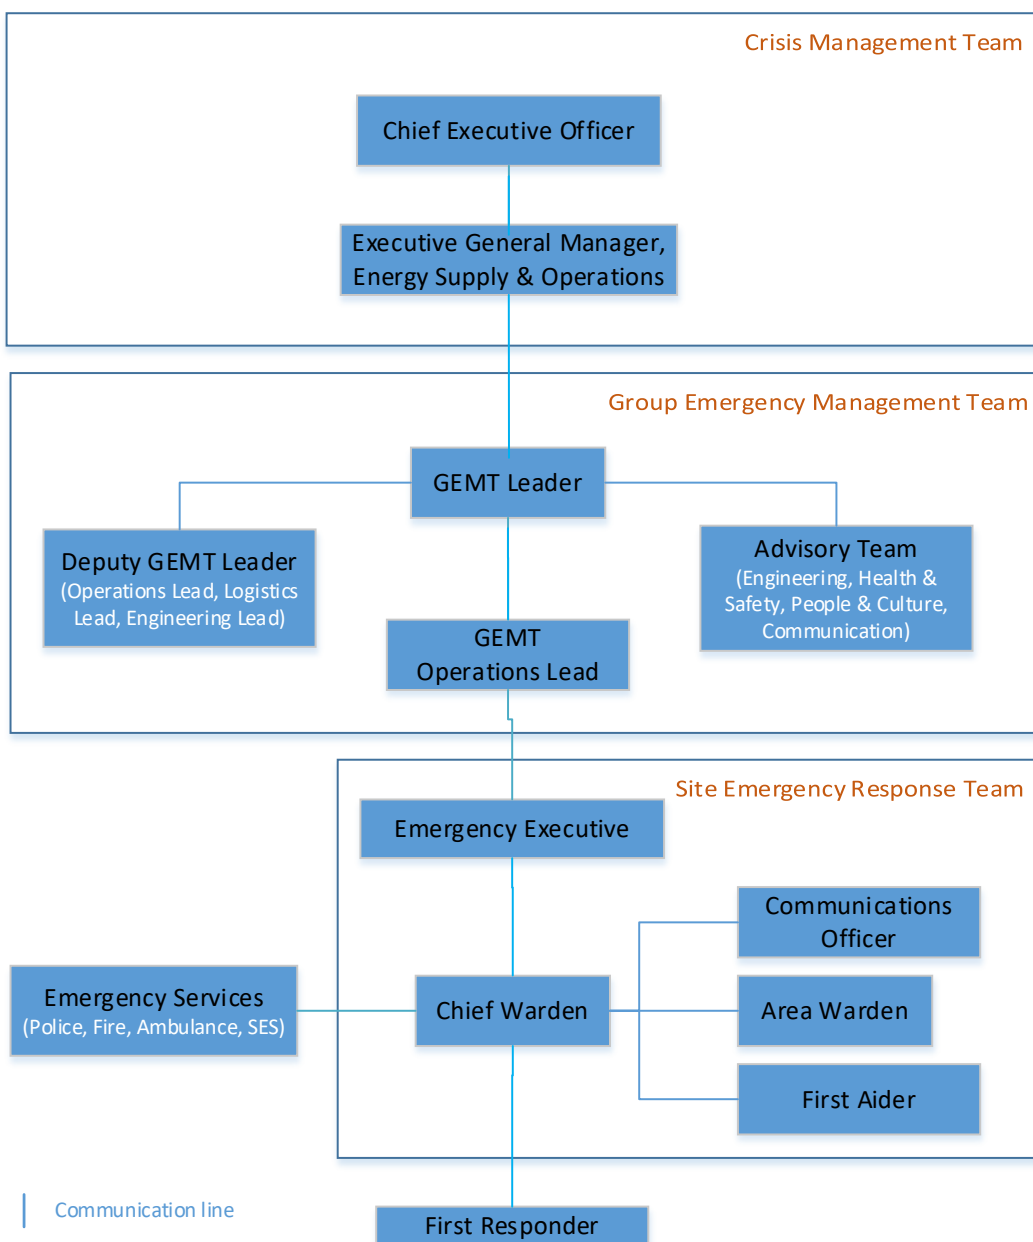 Crisis Management Team
Chief Executive Officer
Executive General Manager,
Energy Supply & Operations
Group Emergency Management Team
GEMT Leader
Deputy GEMT Leader
(Operations Lead, Logistics
Lead, Engineering Lead)
Advisory Team
(Engineering, Health &
Safety, People & Culture,
Communication)
GEMT
Operations Lead
Site Emergency Response Team
Emergency Executive
Communications
Officer
Emergency Services
(Police, Fire, Ambulance, SES)
Chief Warden
Area Warden
First Aider
Communication line
First Responder